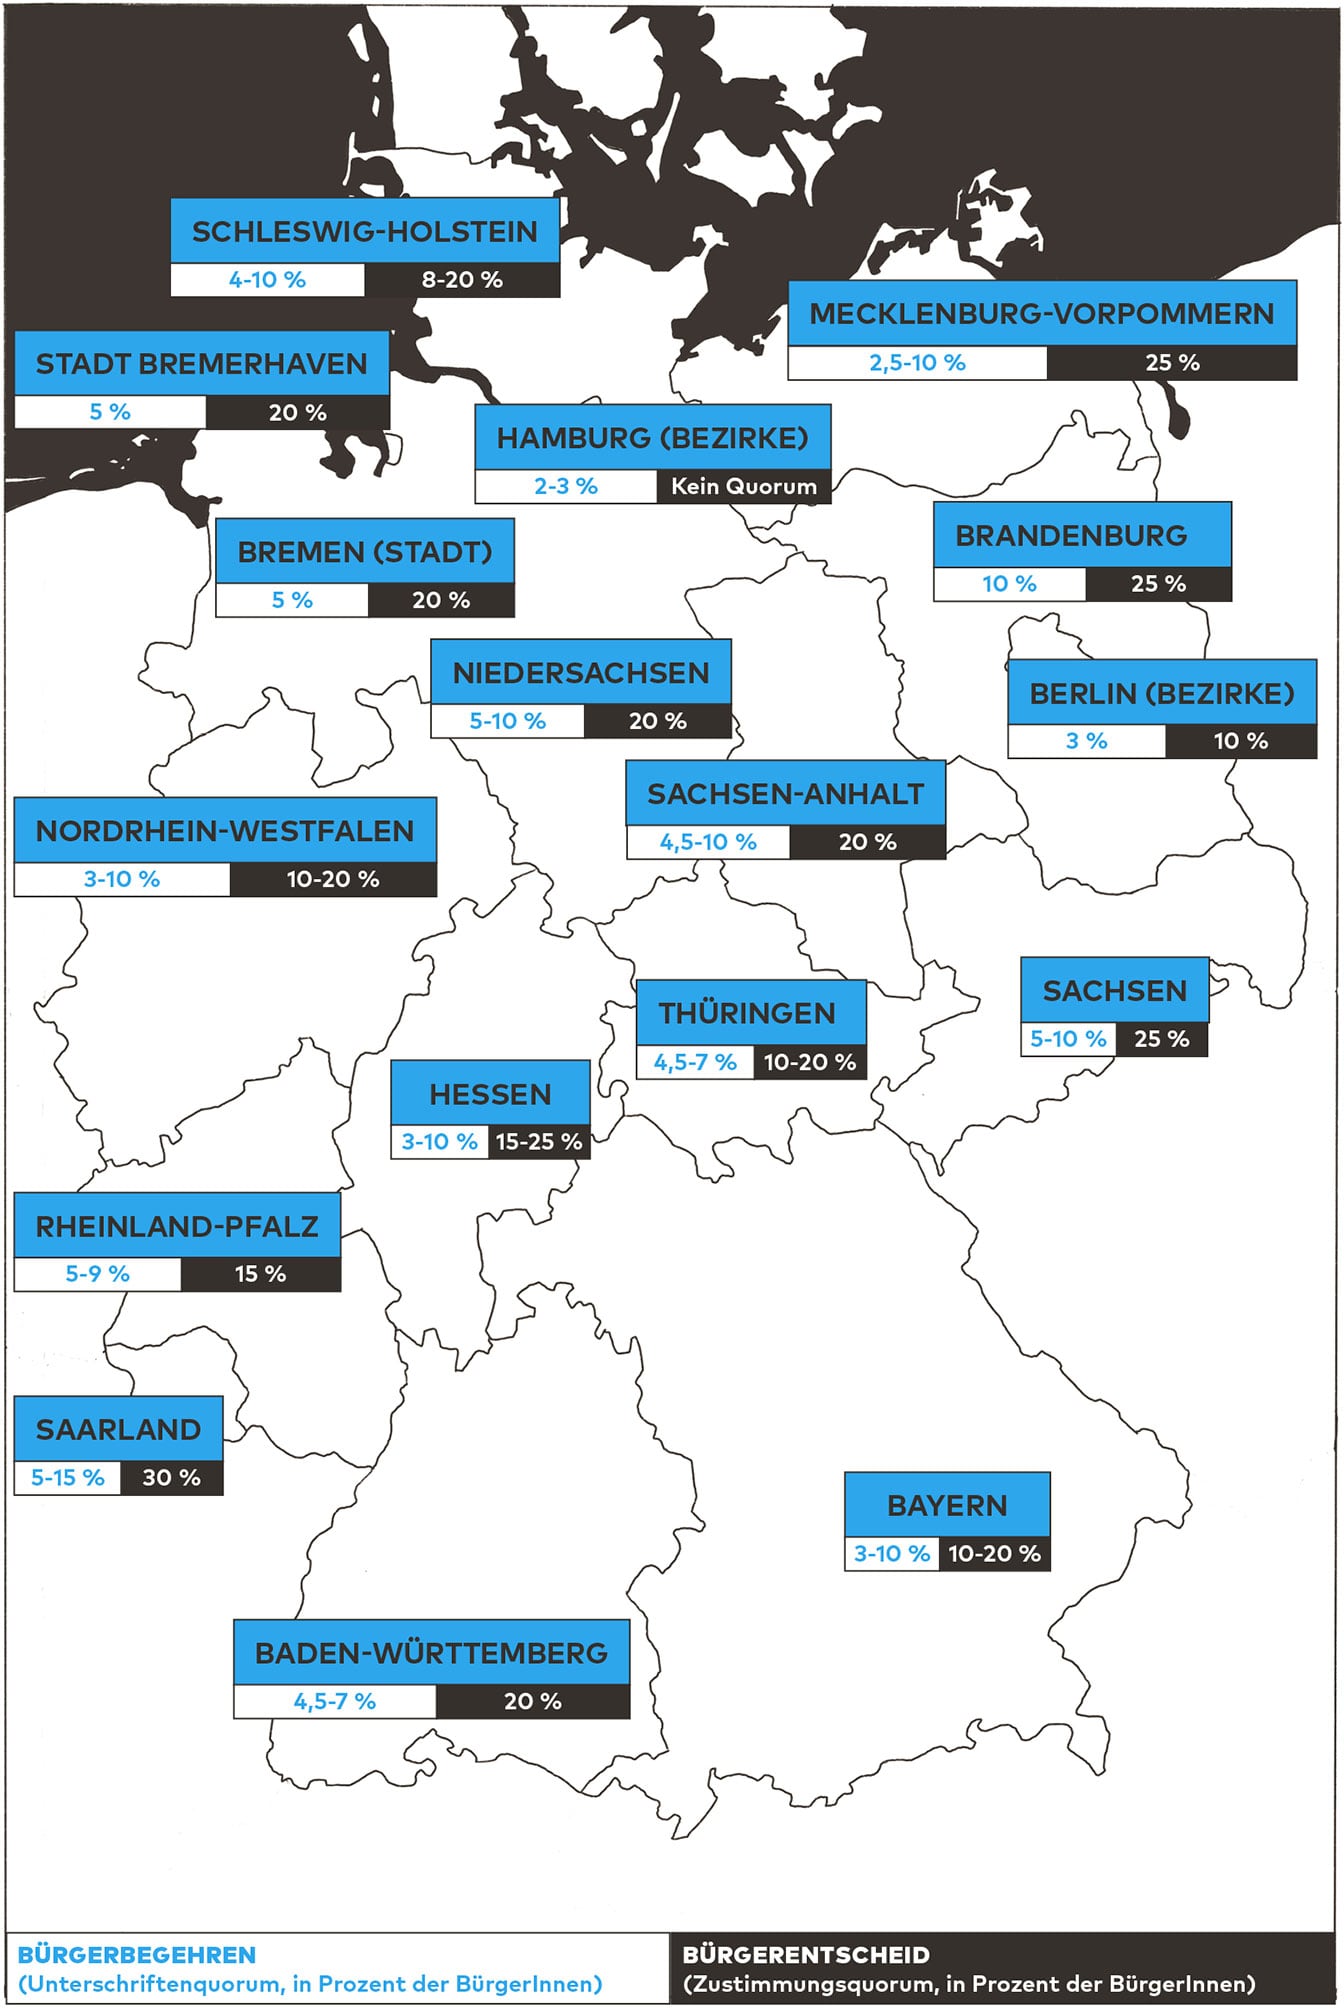 SCHLESWIG-HOLSTEIN
4-10 % 8-20 %
MECKLENBURG-VORPOMMERN
2,5-10 % 25 %
STADT BREMERHAVEN
5 % 20 %
HAMBURG (BEZIRKE)
2-3 % Kein Quorum
BRANDENBURG
10 % 25 %
BREMEN (STADT)
5 % 20 %
NIEDERSACHSEN
5-10 % 20 %
BERLIN (BEZIRKE)
3 % 10 %
SACHSEN-ANHALT
4,5-10 % 20 %
NORDRHEIN-WESTFALEN
3-10 % 10-20 %
SACHSEN
5-10 % 25 %
THÜRINGEN
4,5-7 % 10-20 %
HESSEN
3-10 % 15-25 %
RHEINLAND-PFALZ
5-9 % 15 %
SAARLAND
5-15 % 30 %
BAYERN
3-10 % 10-20 %
BADEN-WÜRTTEMBERG
4,5-7 % 20 %
BÜRGERBEGEHREN
(Unterschriftenquorum, in Prozent der BürgerInnen)
BÜRGERENTSCHEID
(Zustimmungsquorum, in Prozent der BürgerInnen)